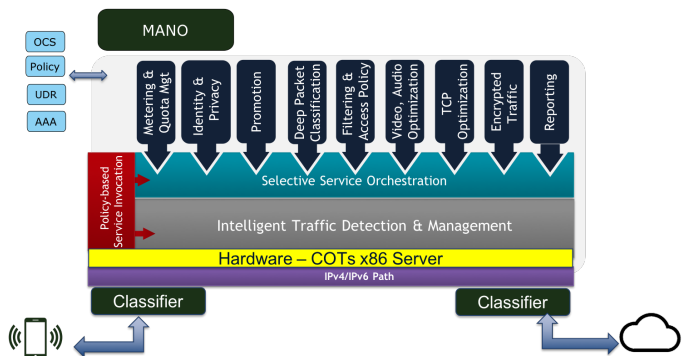 MANO
OCS
Policy
UDR
AAA
Metering &
Quota Mgt
Identity &
Privacy
Promotion
Deep Packet
Classification
Filtering &
Access Policy
Video, Audio
Optimization
TCP
Optimization
Encrypted
Traffic
Reporting
Policy-based
Service Invocation
Selective Service Orchestration
Intelligent Traffic Detection & Management
Hardware – COTs x86 Server
IPv4/IPv6 Path
Classifier
Classifier